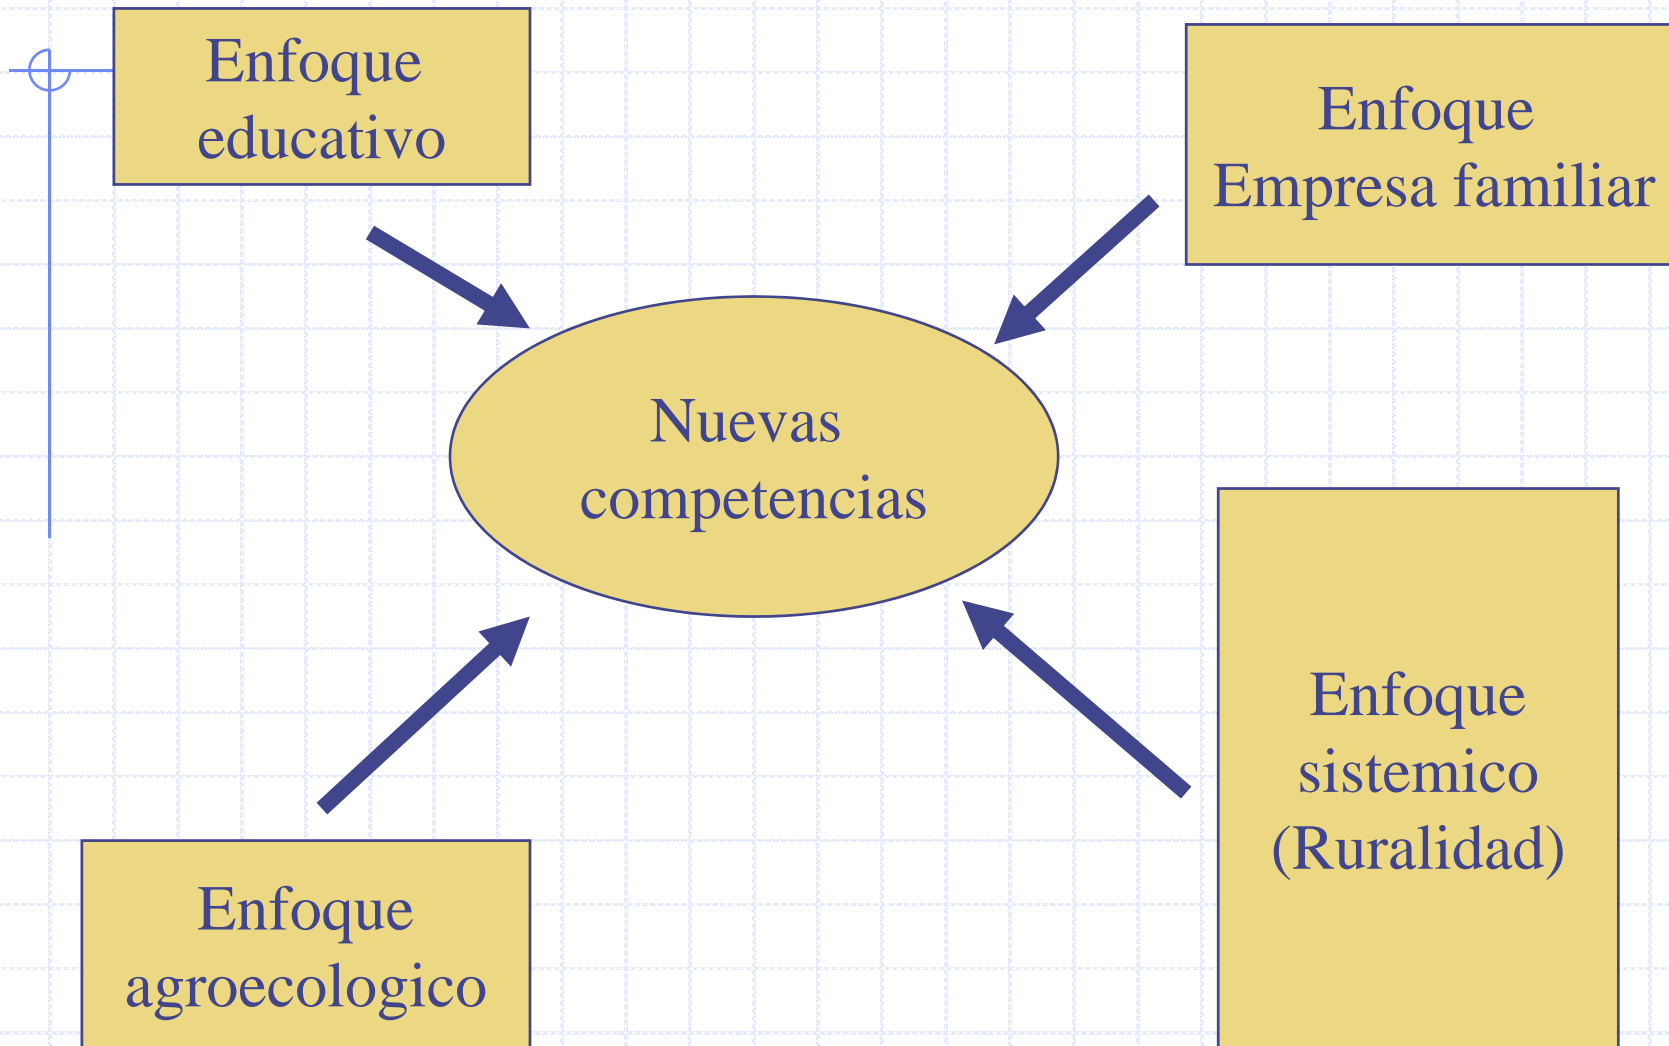 Enfoque
educativo
Enfoque
Empresa familiar
Nuevas
competencias
Enfoque
sistemico
(Ruralidad)
Enfoque
agroecologico